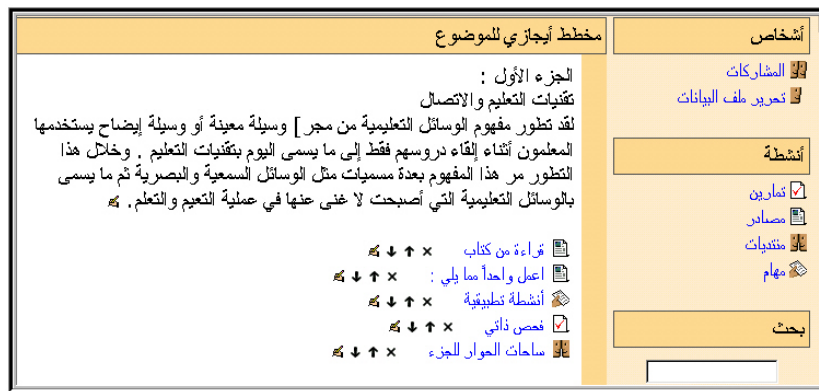 أشخاص
المشاركات
تحرير ملف البيانات
أنشطة
تمارين
مصادر
منتديات
مهام
بحث
مخطط أيجازي للموضوع
الجزء الأول :
تقنيات التعليم والاتصال
لقد تطور مفهوم الوسائل التعليمية من مجر] وسيلة معينة أو وسيلة إيضاح يستخدمها
المعلمون أثناء إلقاء دروسهم فقط إلى ما يسمى اليوم بتقنيات التعليم . وخلال هذا
التطور مر هذا المفهوم بعدة مسميات مثل الوسائل السمعية والبصرية ثم ما يسمى
بالوسائل التعليمية التي أصبحت لا غنى عنها في عملية التعيم والتعلم .
قراءة من كتاب
اعمل واحداً مما يلي :
أنشطة تطبيقية
فحص ذاتي
ساحات الحوار للجزء